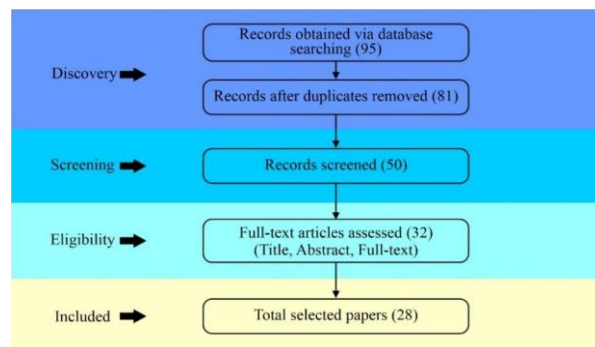 Records obtained via database
searching (95)
Discovery
Records after duplicates removed (81)
Screening
Records screened (50)
Eligibility
Full-text articles assessed (32)
(Title, Abstract, Full-text)
Included
Total selected papers (28)